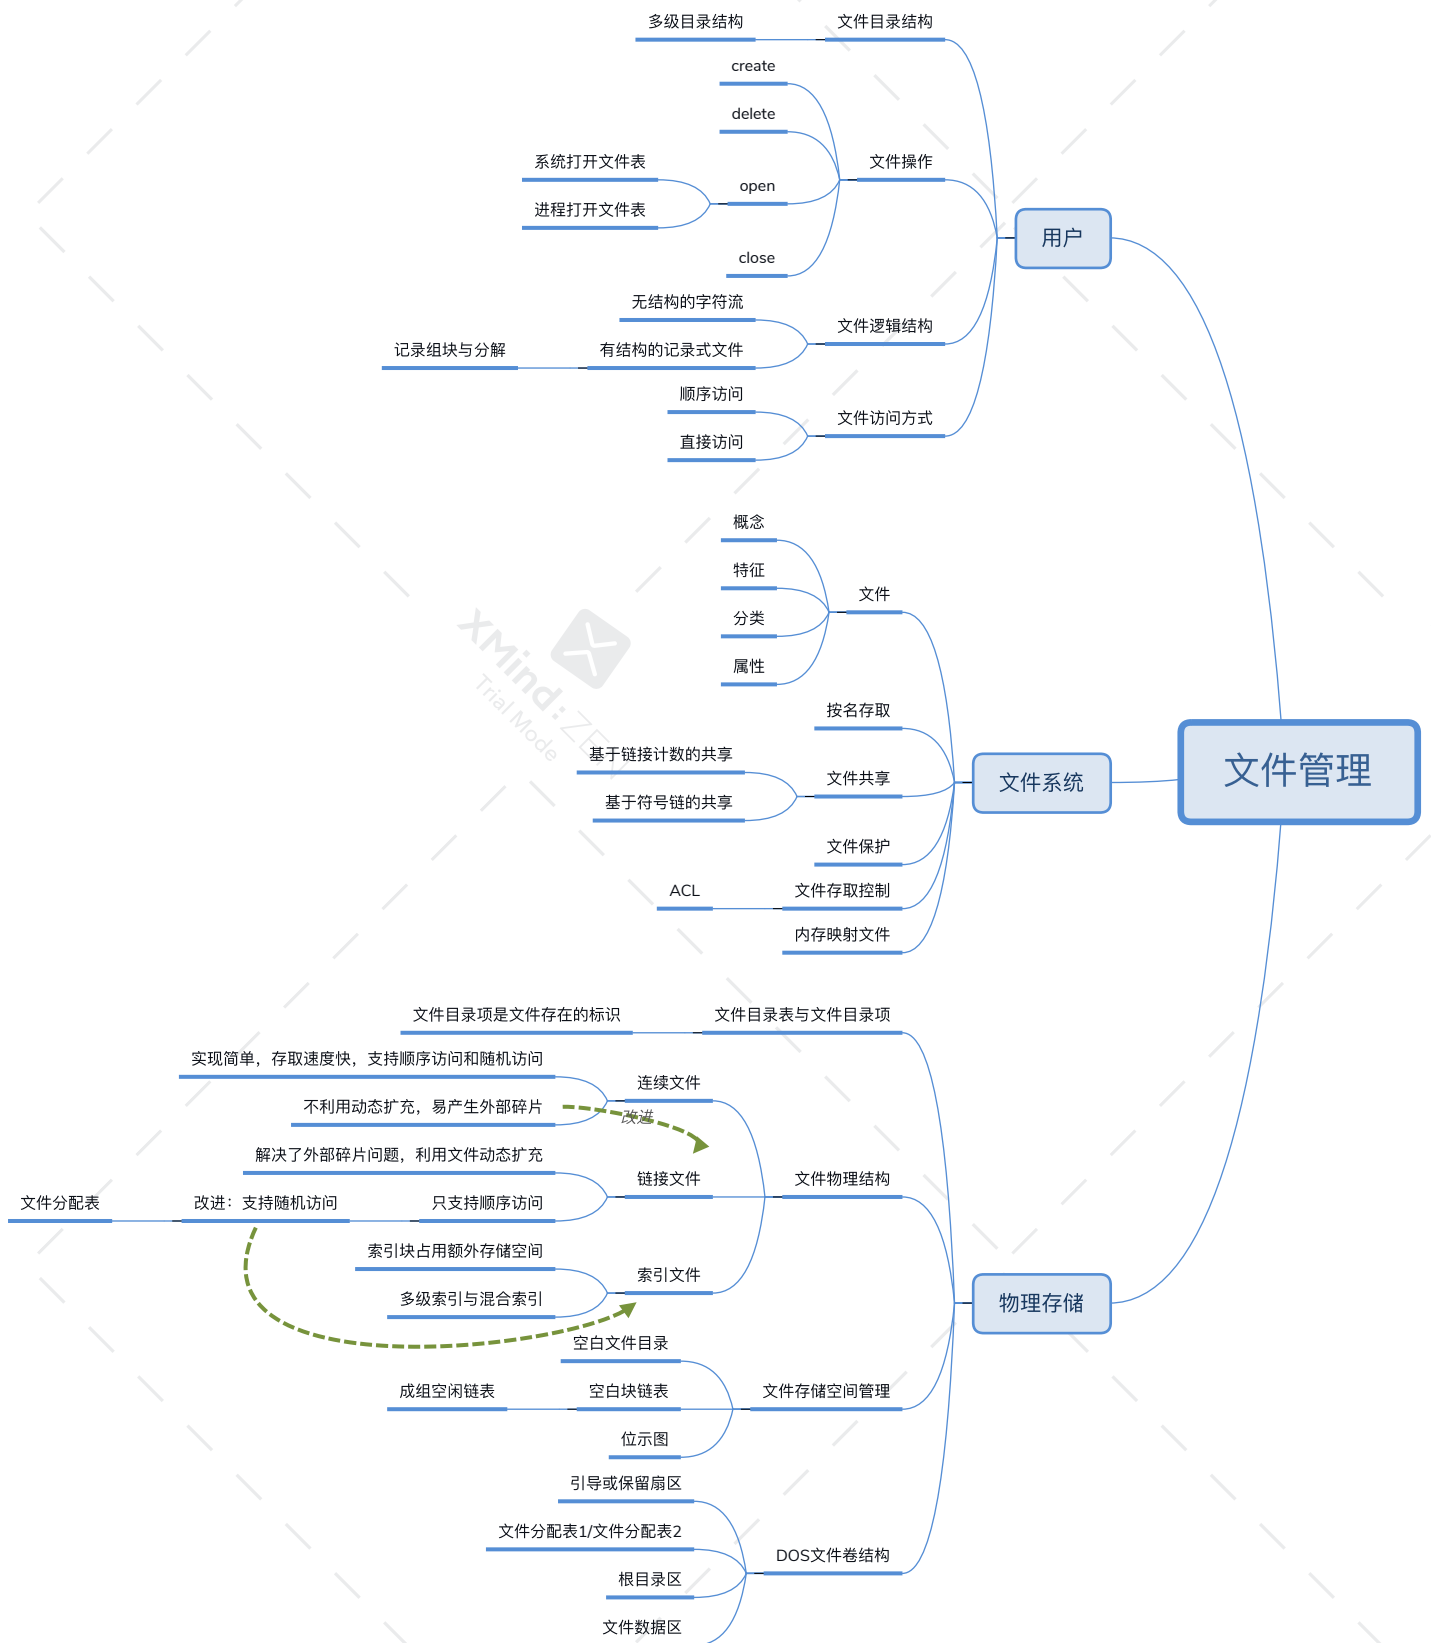 文件管理
用户
文件目录结构
多级目录结构
文件操作
create
delete
open
系统打开文件表
进程打开文件表
close
文件逻辑结构
无结构的字符流
有结构的记录式文件
记录组块与分解
文件访问方式
顺序访问
直接访问
文件系统
文件
概念
特征
分类
属性
按名存取
文件共享
基于链接计数的共享
基于符号链的共享
文件保护
文件存取控制
ACL
内存映射文件
物理存储
文件目录表与文件目录项
文件目录项是文件存在的标识
文件物理结构
连续文件
实现简单，存取速度快，支持顺序访问和随机访问
不利用动态扩充，易产生外部碎片
改进
链接文件
解决了外部碎片问题，利用文件动态扩充
只支持顺序访问
改进：支持随机访问
文件分配表
索引文件
索引块占用额外存储空间
多级索引与混合索引
文件存储空间管理
空白文件目录
空白块链表
成组空闲链表
位示图
DOS文件卷结构
引导或保留扇区
文件分配表1/文件分配表2
根目录区
文件数据区
XMind:ZEN
Trial Mode